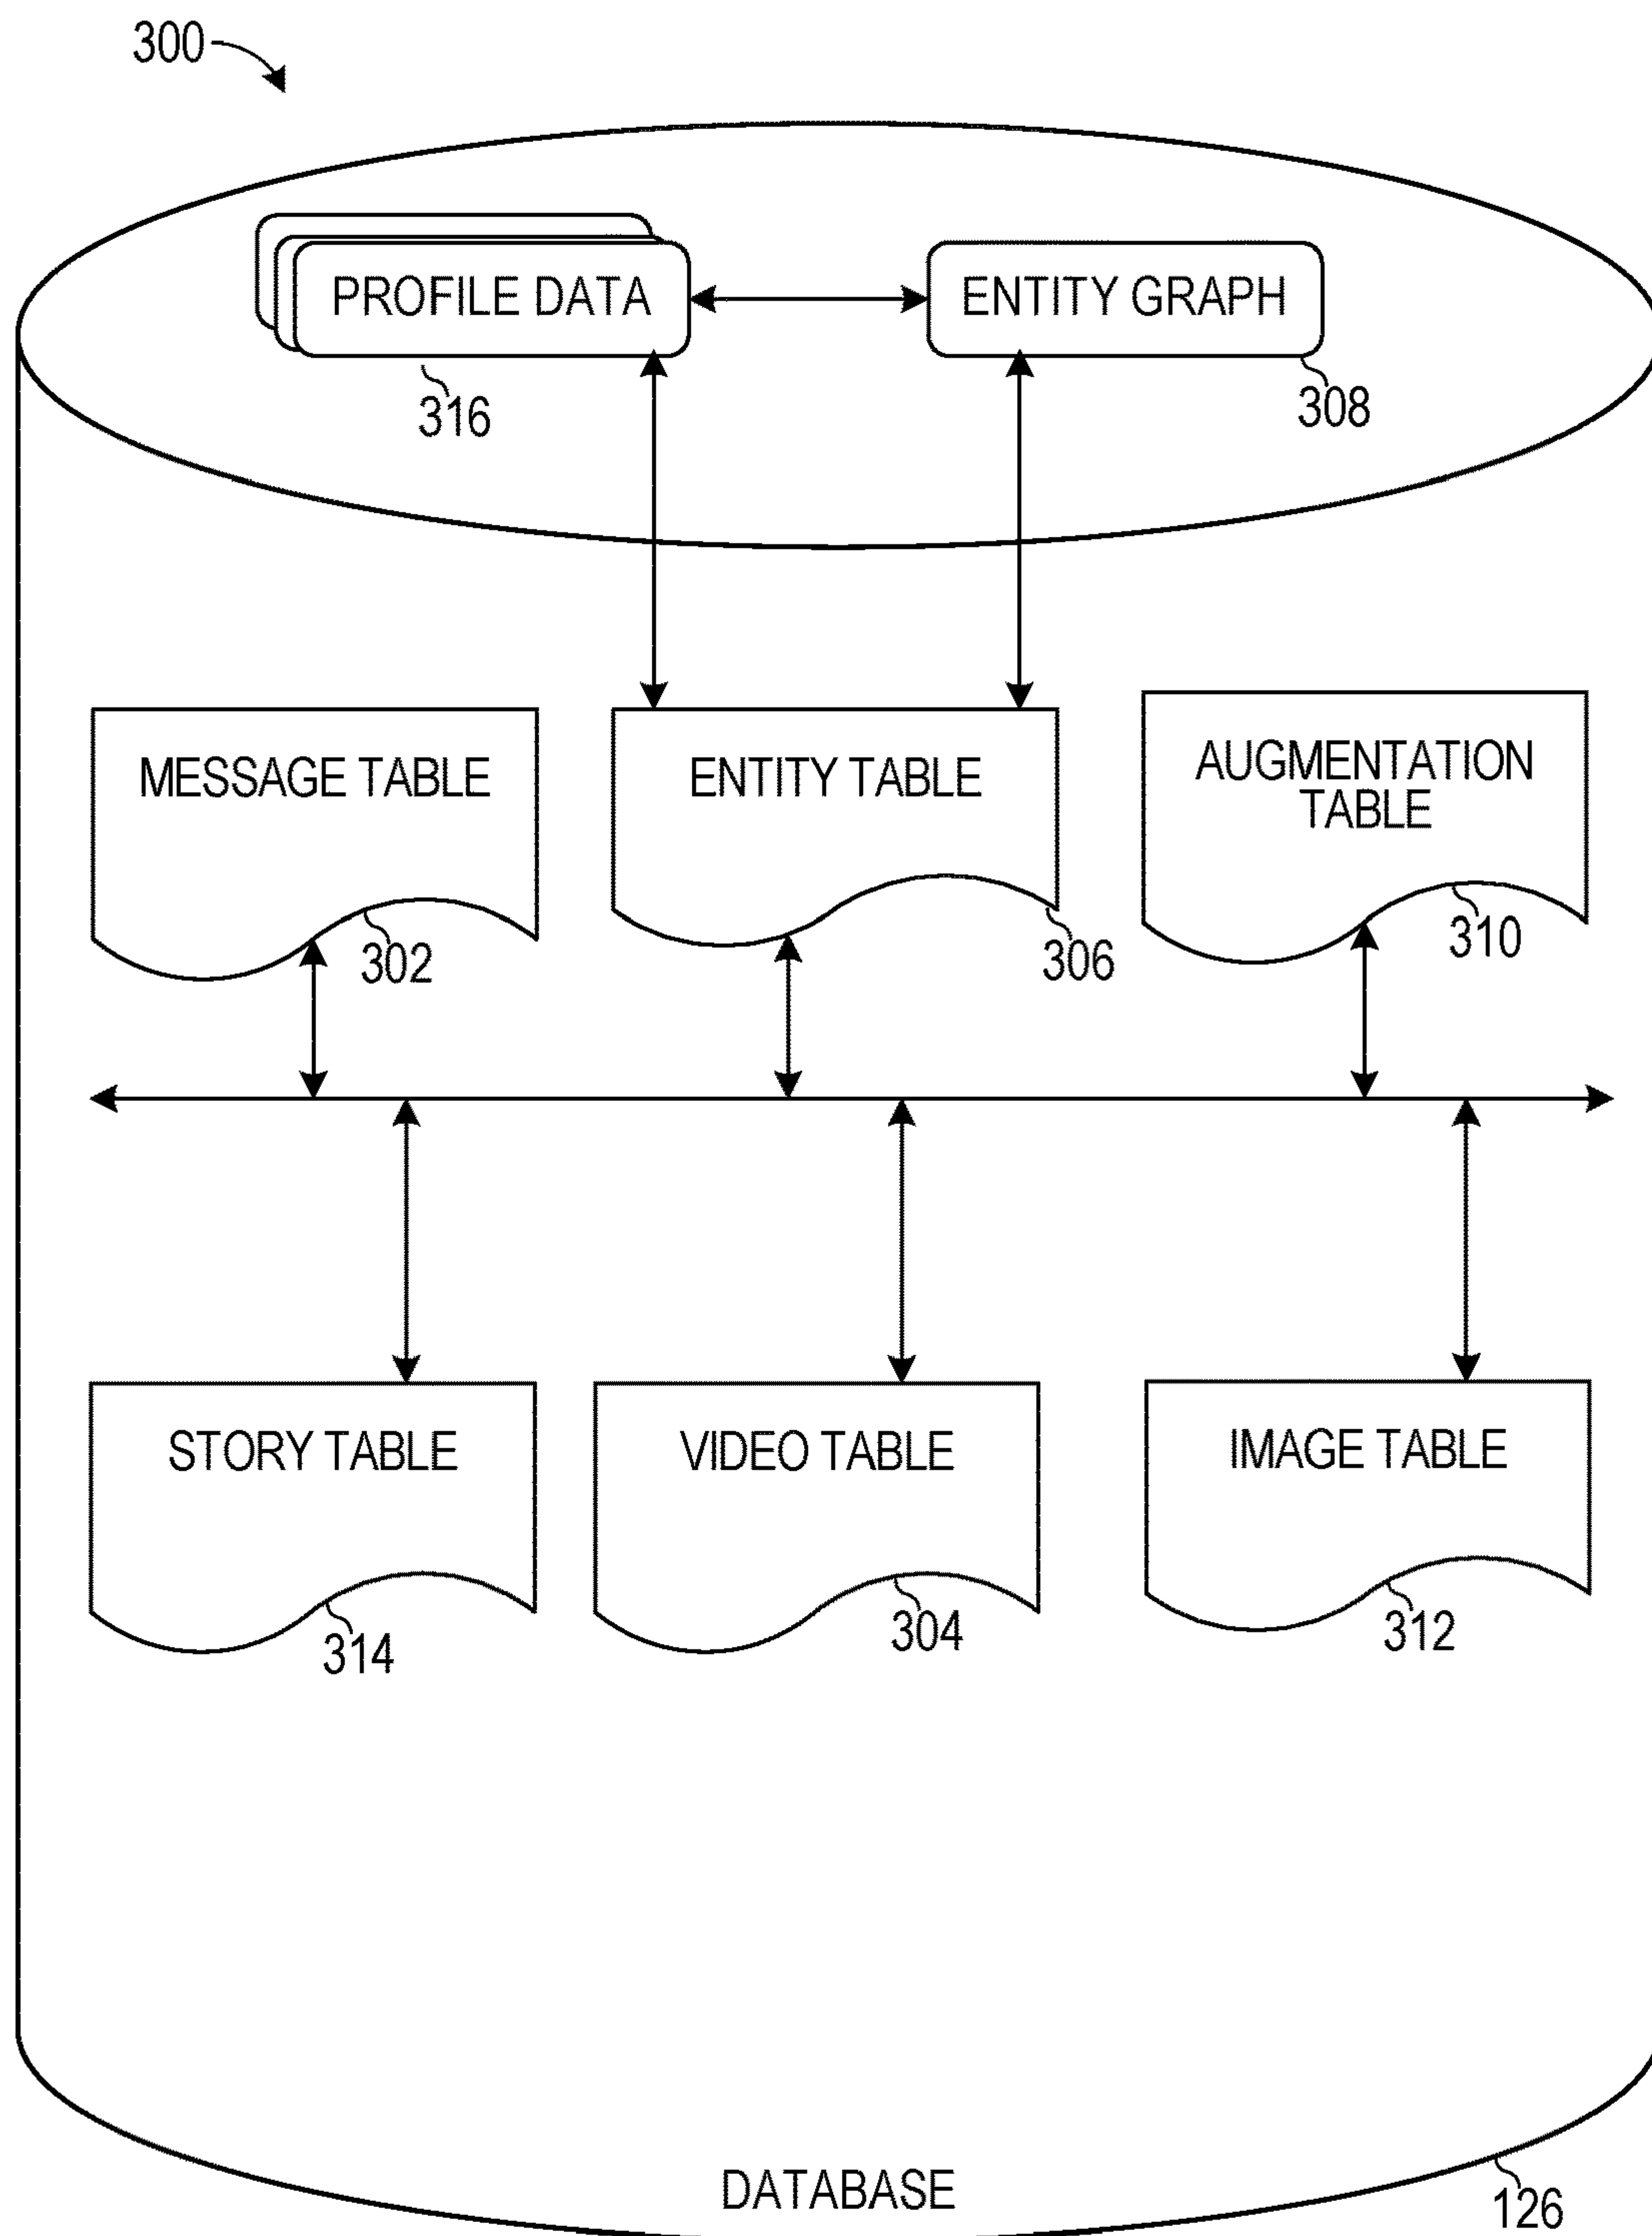 300
PROFILE DATA
ENTITY GRAPH
316
308
MESSAGE TABLE
ENTITY TABLE
AUGMENTATION
TABLE
302
306
310
STORY TABLE
VIDEO TABLE
IMAGE TABLE
314
304
312
DATABASE
126